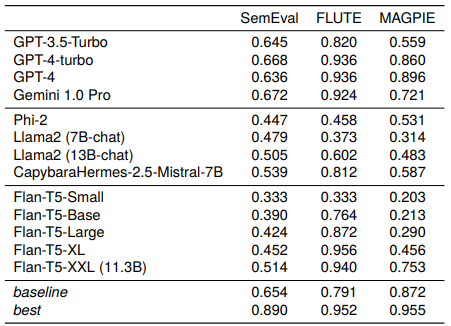 SemEval FLUTE MAGPIE
GPT-3.5-Turbo 0.645 0.820 0.559
GPT-4-turbo 0.668 0.936 0.860
GPT-4 0.636 0.936 0.896
Gemini 1.0 Pro 0.672 0.924 0.721
Phi-2 0.447 0.458 0.531
Llama2 (7B-chat) 0.479 0.373 0.314
Llama2 (13B-chat) 0.505 0.602 0.483
CapybaraHermes-2.5-Mistral-7B 0.539 0.812 0.587
Flan-T5-Small 0.333 0.333 0.203
Flan-T5-Base 0.390 0.764 0.213
Flan-T5-Large 0.424 0.872 0.290
Flan-T5-XL 0.452 0.956 0.456
Flan-T5-XXL (11.3B) 0.514 0.940 0.753
baseline 0.654 0.791 0.872
best 0.890 0.952 0.955